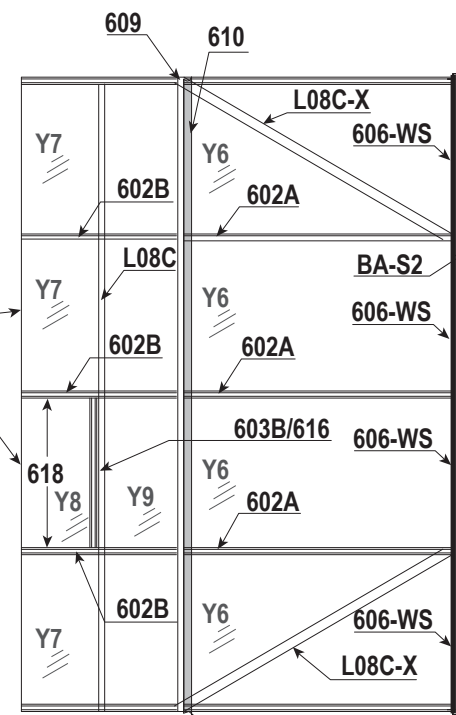 609
610
L08C-X
Y7
Y6
606-WS
602B
602A
L08C
BA-S2
Y7
Y6
606-WS
602B
602A
603B/616
606-WS
618
Y6
Y8
Y9
602A
602B
Y7
Y6
606-WS
L08C-X